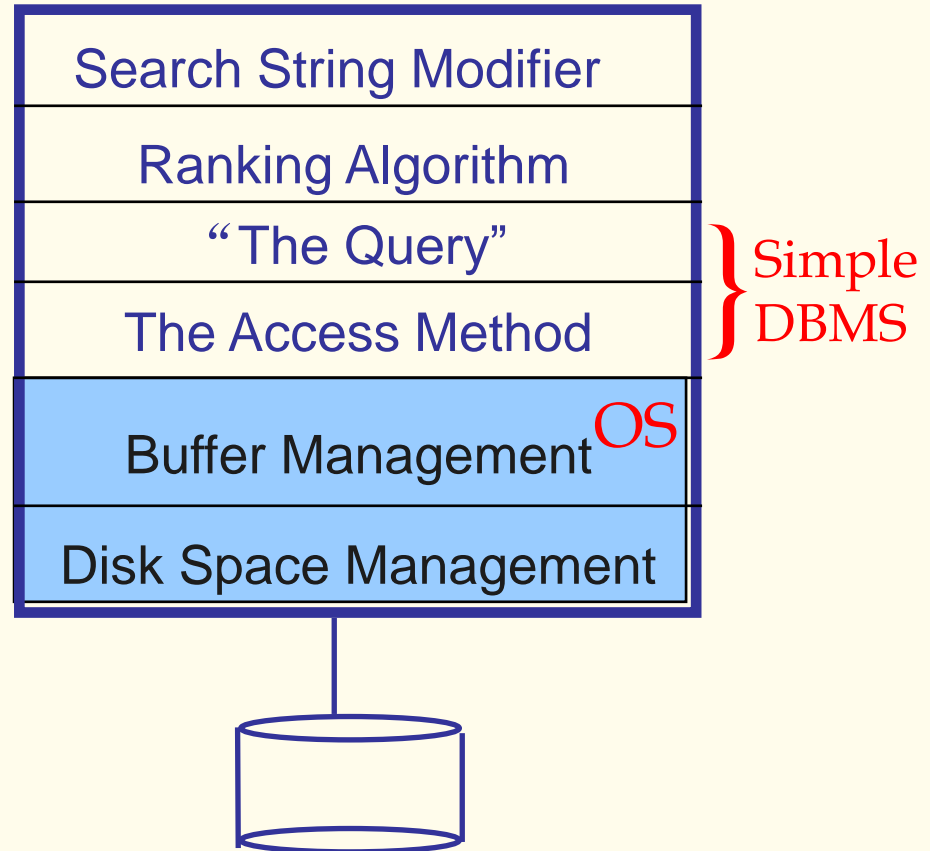 Search String Modifier
Ranking Algorithm
“The Query”
The Access Method
} Simple
DBMS
Buffer Management OS
Disk Space Management